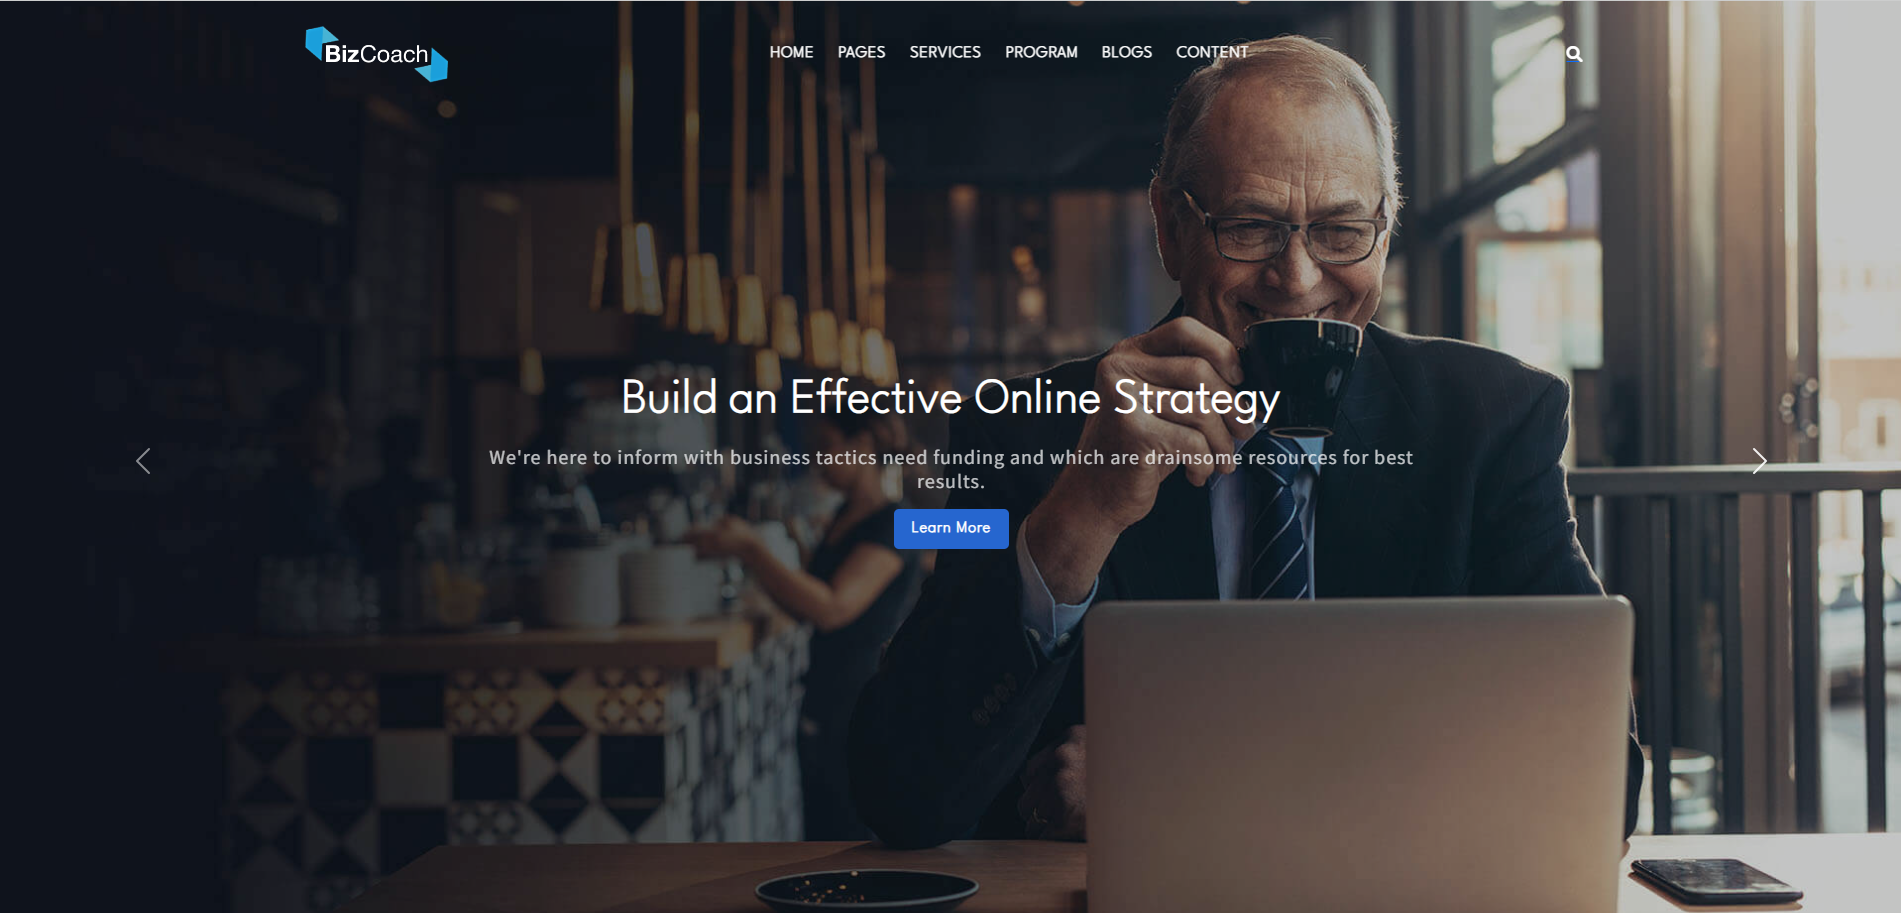 BizCoach
HOME PAGES SERVICES PROGRAM BLOGS CONTENT
Build an Effective Online Strategy
We're here to inform with business tactics need funding and which are drainsome resources for best
results.
Learn More